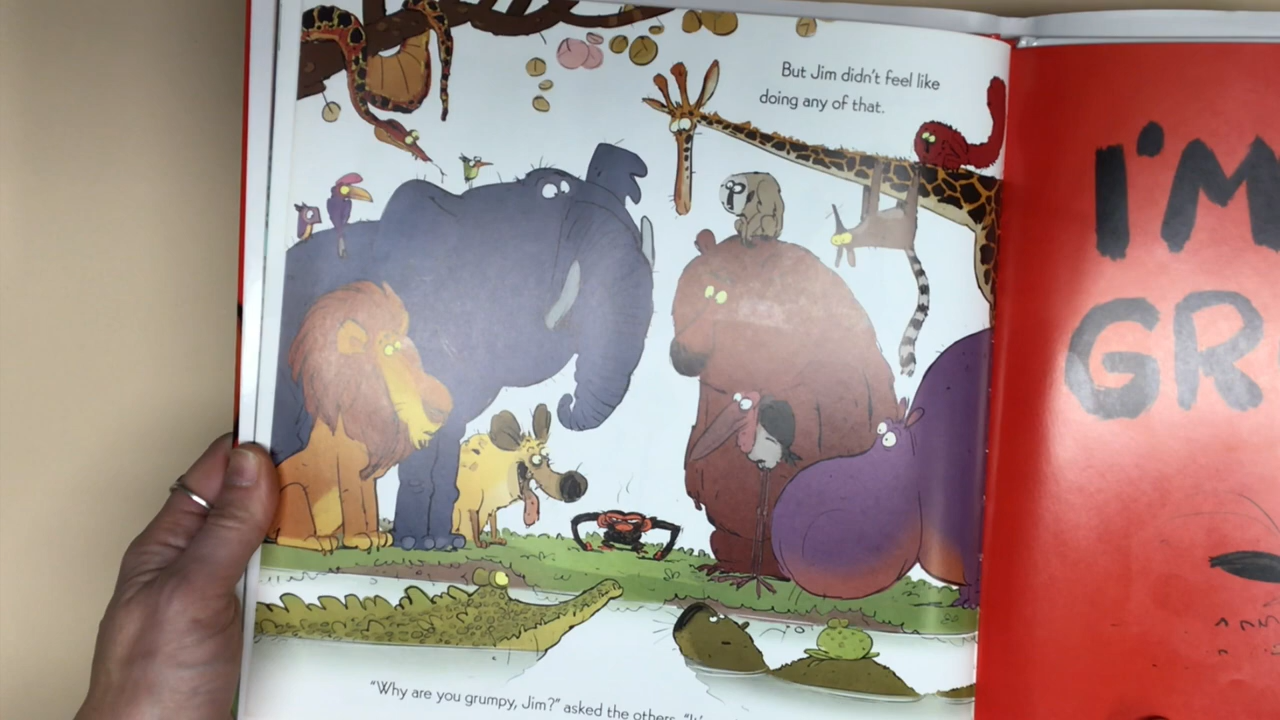 But Jim didn't feel like
doing any of that.
"Why are you grumpy, Jim?" asked the others.
I'M
GR